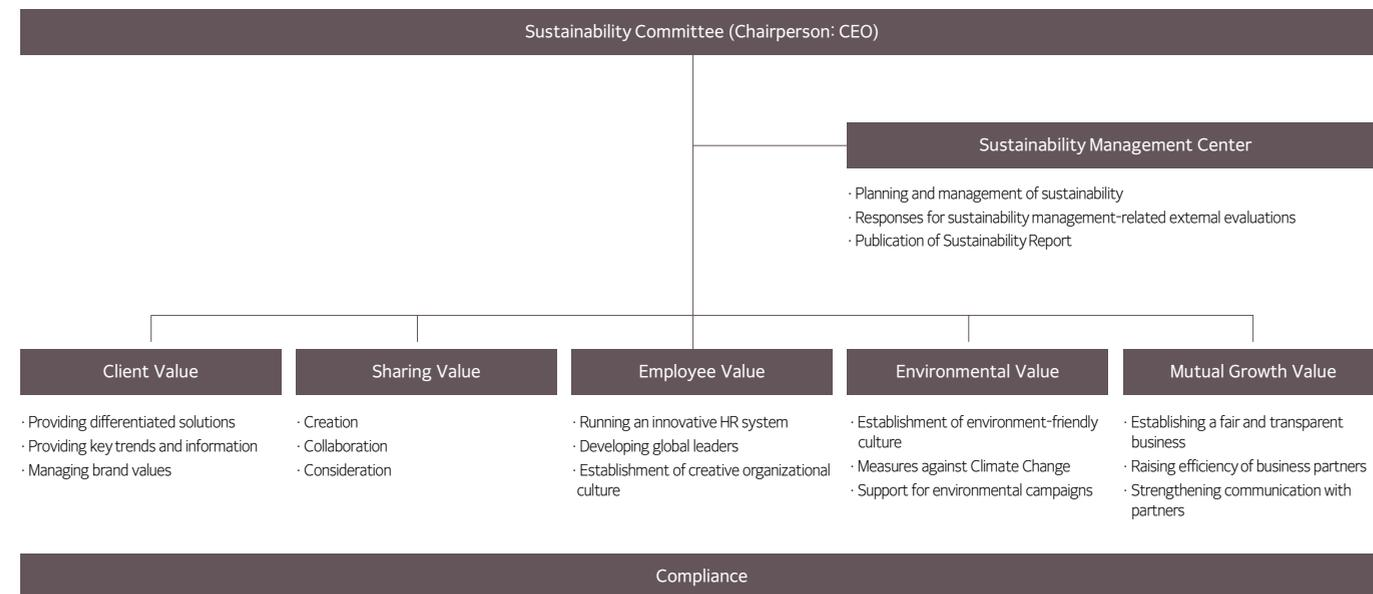 Sustainability Committee (Chairperson: CEO)
Sustainability Management Center
· Planning and management of sustainability
· Responses for sustainability management-related external evaluations
· Publication of Sustainability Report
Client Value
· Providing differentiated solutions
· Providing key trends and information
· Managing brand values
Sharing Value
· Creation
· Collaboration
· Consideration
Employee Value
· Running an innovative HR system
· Developing global leaders
· Establishment of creative organizational
culture
Environmental Value
· Establishment of environment-friendly
culture
· Measures against Climate Change
· Support for environmental campaigns
Mutual Growth Value
· Establishing a fair and transparent
business
· Raising efficiency of business partners
· Strengthening communication with
partners
Compliance